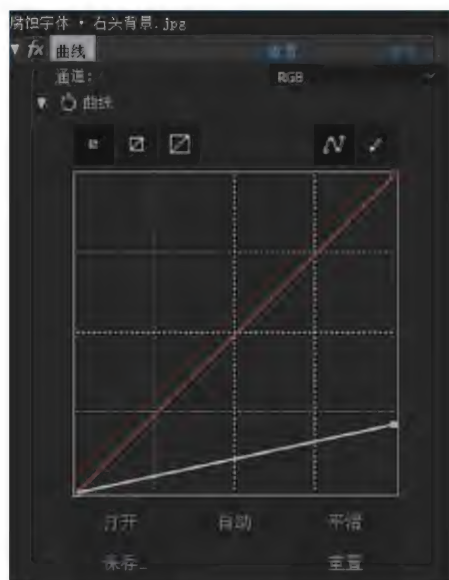 腐蚀字体 • 石头背景.jpg
fx 曲线
通道: RGB
曲线
打开 自动 平滑
保存… 重置